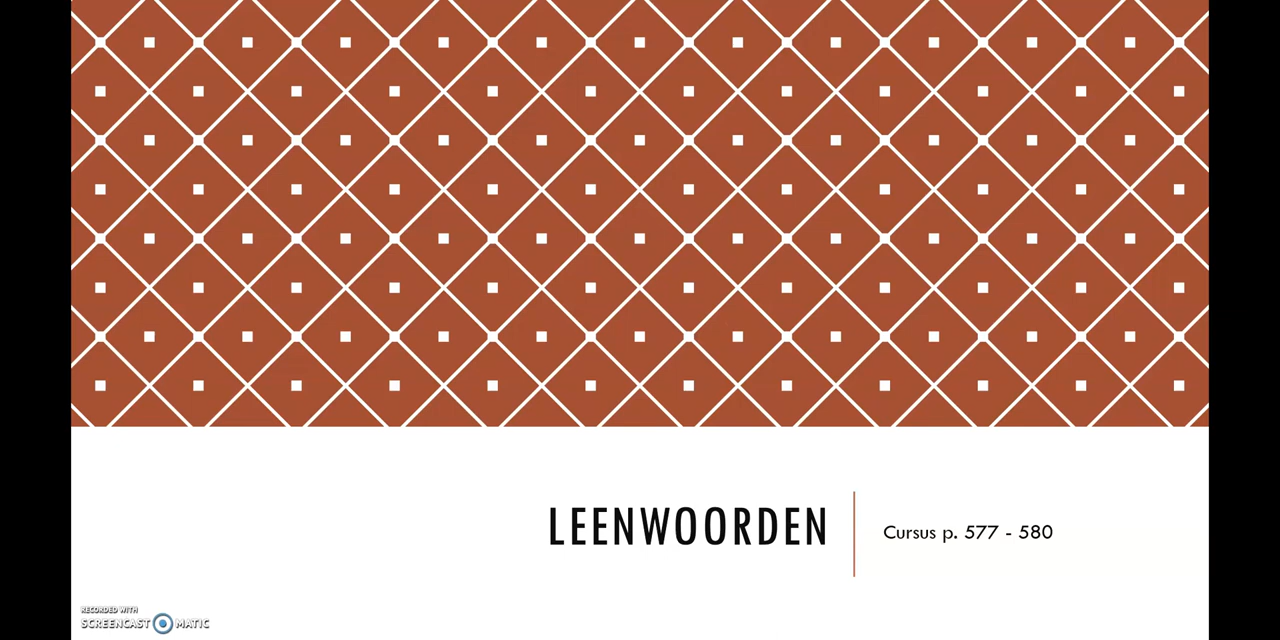 LEENWOORDEN
Cursus p. 577 - 580
RECORDED WITH
SCREENCAST MATIC